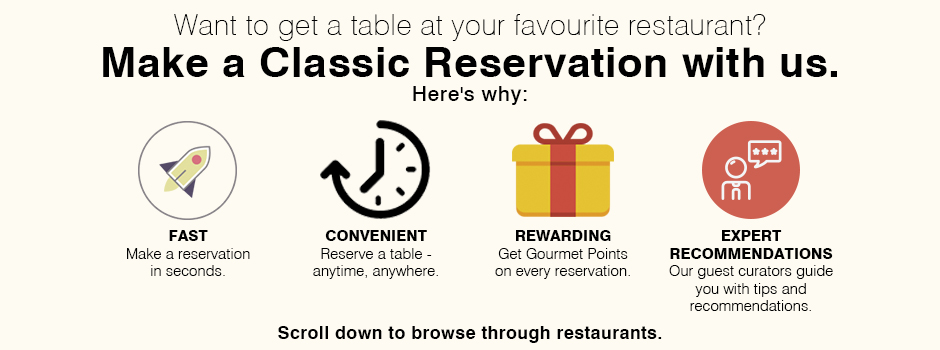 Want to get a table at your favourite restaurant?
Make a Classic Reservation with us.
Here's why:
FAST
Make a reservation
in seconds.
CONVENIENT
Reserve a table -
anytime, anywhere.
REWARDING
Get Gourmet Points
on every reservation.
EXPERT
RECOMMENDATIONS
Our guest curators guide
you with tips and
recommendations.
Scroll down to browse through restaurants.